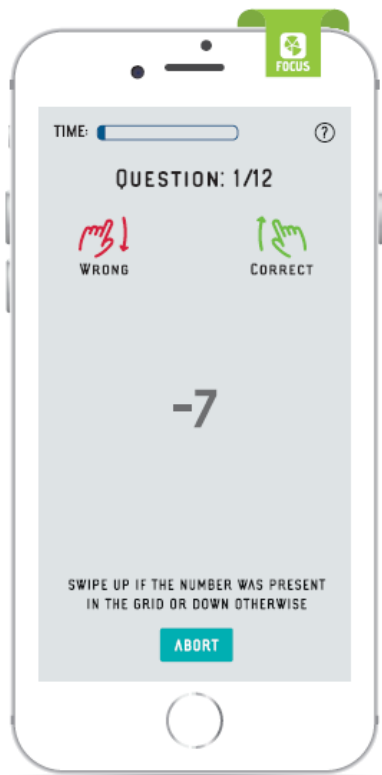 FOCUS
TIME:
?
QUESTION: 1/12
WRONG CORRECT
-7
SWIPE UP IF THE NUMBER WAS PRESENT
IN THE GRID OR DOWN OTHERWISE
ABORT